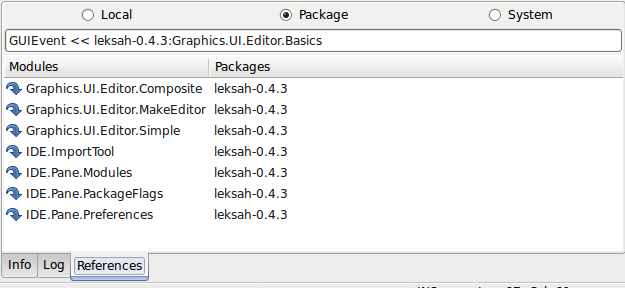 Local Package System
GUIEvent << leksah-0.4.3:Graphics.UI.Editor.Basics
Modules Packages
Graphics.UI.Editor.Composite leksah-0.4.3
Graphics.UI.Editor.MakeEditor leksah-0.4.3
Graphics.UI.Editor.Simple leksah-0.4.3
IDE.ImportTool leksah-0.4.3
IDE.Pane.Modules leksah-0.4.3
IDE.Pane.PackageFlags leksah-0.4.3
IDE.Pane.Preferences leksah-0.4.3
Info Log References